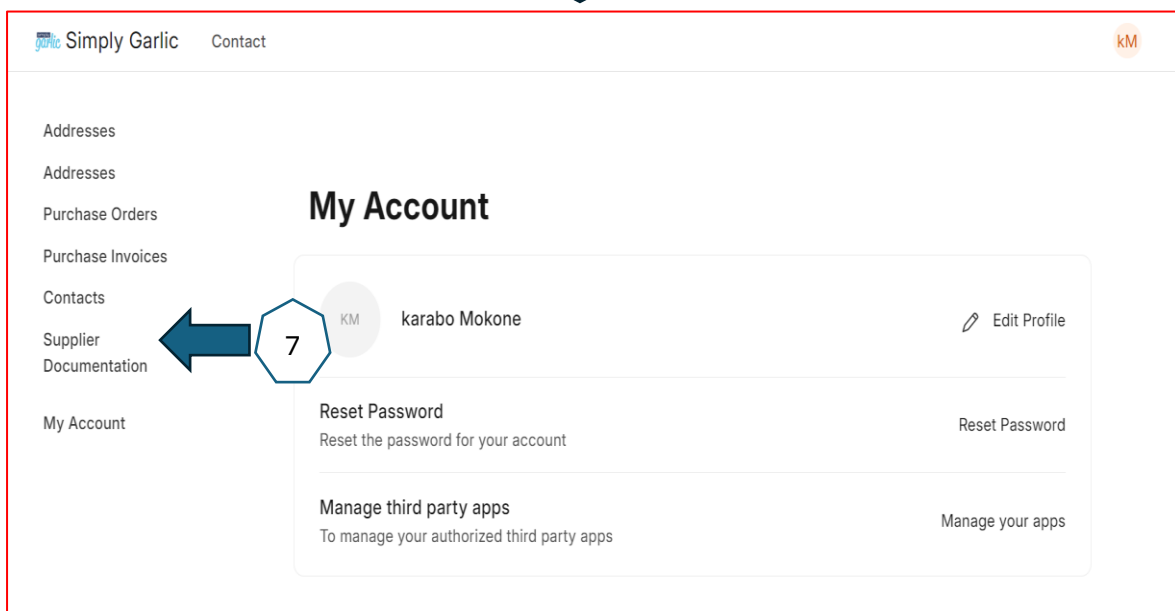 garlic Simply Garlic Contact kM
Addresses
Addresses
Purchase Orders
Purchase Invoices
Contacts
Supplier
Documentation
My Account
7
My Account
KM karabo Mokone Edit Profile
Reset Password Reset Password
Reset the password for your account
Manage third party apps Manage your apps
To manage your authorized third party apps